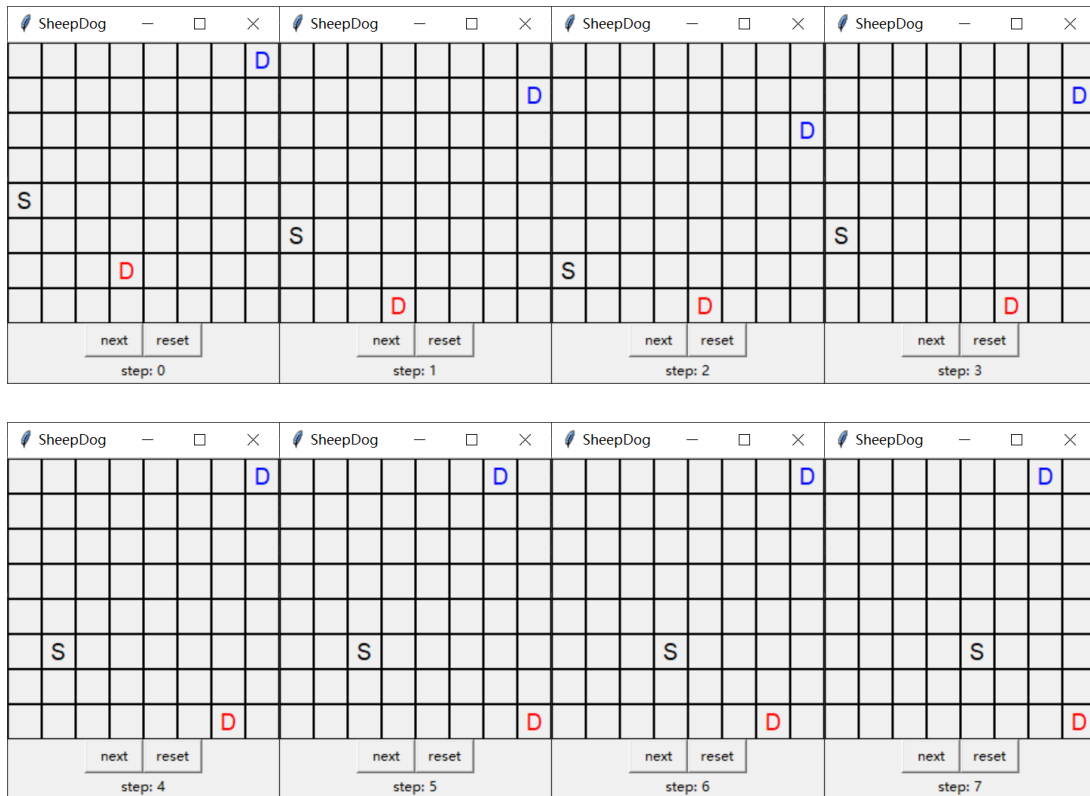 SheepDog SheepDog SheepDog SheepDog
D
D D
D
S
S S
D S
D D D
next reset next reset next reset next reset
step: 0 step: 1 step: 2 step: 3
SheepDog SheepDog SheepDog SheepDog
D D D D
S S S S
D D D D
next reset next reset next reset next reset
step: 4 step: 5 step: 6 step: 7